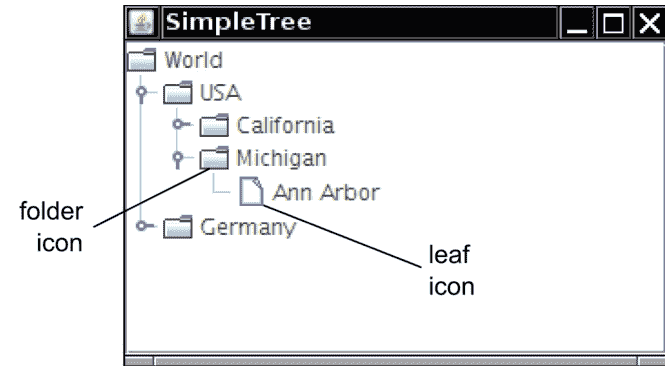 SimpleTree
World
USA
California
Michigan
Ann Arbor
Germany
folder
icon
leaf
icon